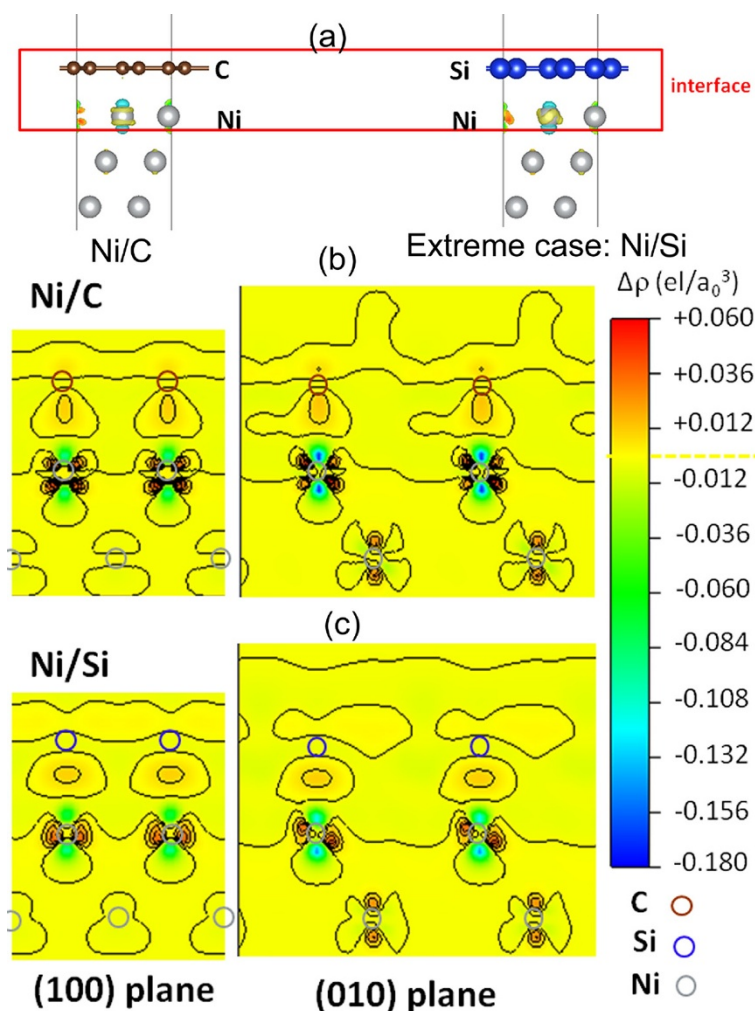 (a)
C
Si
interface
Ni
Ni
Ni/C
Extreme case: Ni/Si
(b)
Δρ (el/a₀³)
Ni/C
+0.060
+0.036
+0.012
-0.012
-0.036
-0.060
-0.084
-0.108
-0.132
-0.156
-0.180
(c)
Ni/Si
C
Si
Ni
(100) plane
(010) plane